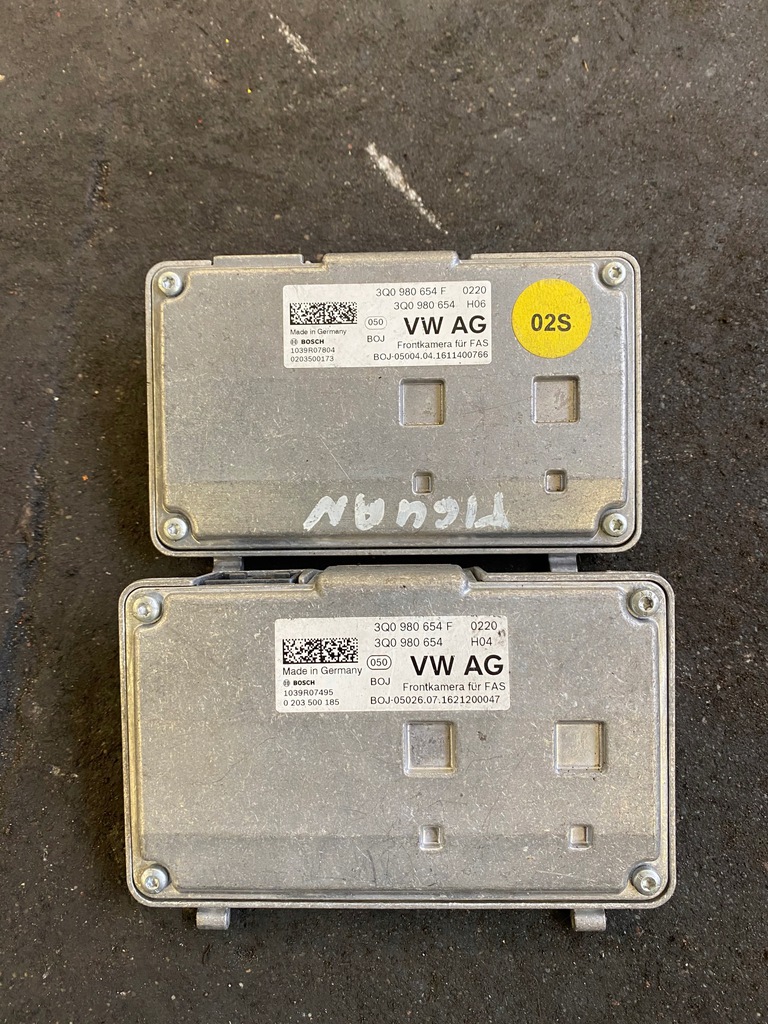 3Q0 980 654 F 0220
3Q0 980 654 H06
Made in Germany
050
VW AG
BOSCH
BOJ
Frontkamera für FAS
1039R07804
0203500173
BOJ-05004.04.1611400766
02S
TIGUAN
3Q0 980 654 F 0220
3Q0 980 654 H04
Made in Germany
050
VW AG
BOSCH
BOJ
Frontkamera für FAS
1039R07495
0 203 500 185
BOJ-05026.07.1621200047